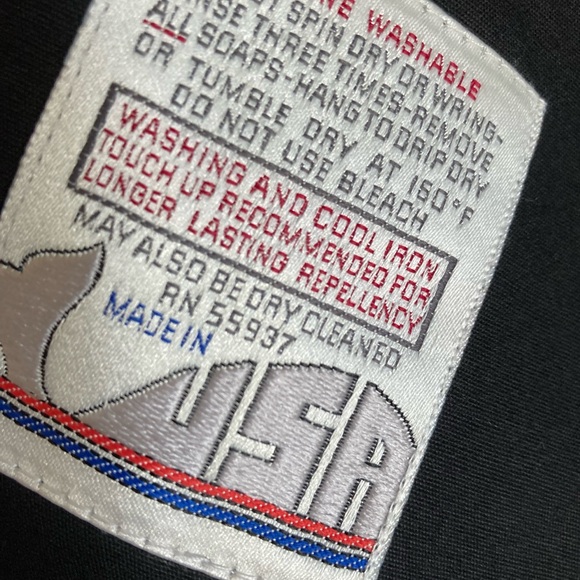 WASHABLE
SPIN DRY OR WRING-
RINSE THREE TIMES-REMOVE
ALL SOAPS-HANG TO DRIP DRY
OR TUMBLE DRY AT 160°F
DO NOT USE BLEACH
WASHING AND COOL IRON
TOUCH UP RECOMMENDED FOR
LONGER LASTING REPELLENCY
MAY ALSO BE DRY CLEANED
RN 55937
MADE IN
USA